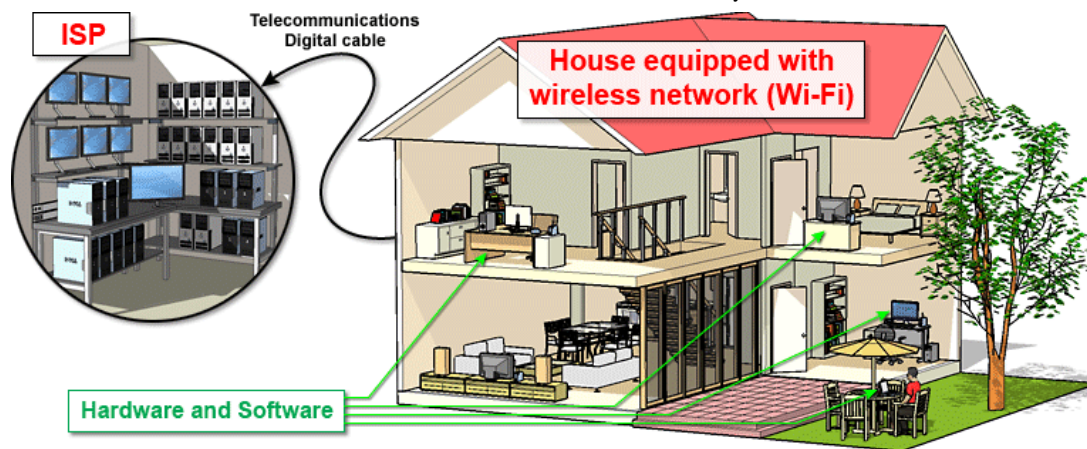 ISP
Telecommunications
Digital cable
House equipped with
wireless network (Wi-Fi)
Hardware and Software